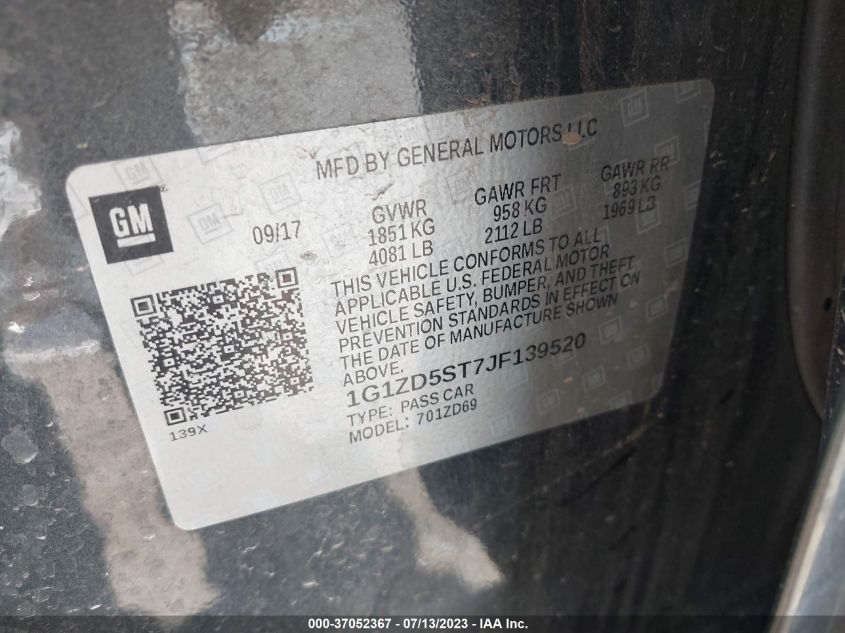 MFD BY GENERAL MOTORS LLC
GM
09/17
GVWR
1851 KG
4081 LB
GAWR FRT
958 KG
2112 LB
GAWR RR
893 KG
1969 LB
THIS VEHICLE CONFORMS TO ALL
APPLICABLE U.S. FEDERAL MOTOR
VEHICLE SAFETY, BUMPER, AND THEFT
PREVENTION STANDARDS IN EFFECT ON
THE DATE OF MANUFACTURE SHOWN
ABOVE.
1G1ZD5ST7JF139520
TYPE: PASS CAR
MODEL: 701ZD69
139X
000-37052367 - 07/13/2023 - IAA Inc.